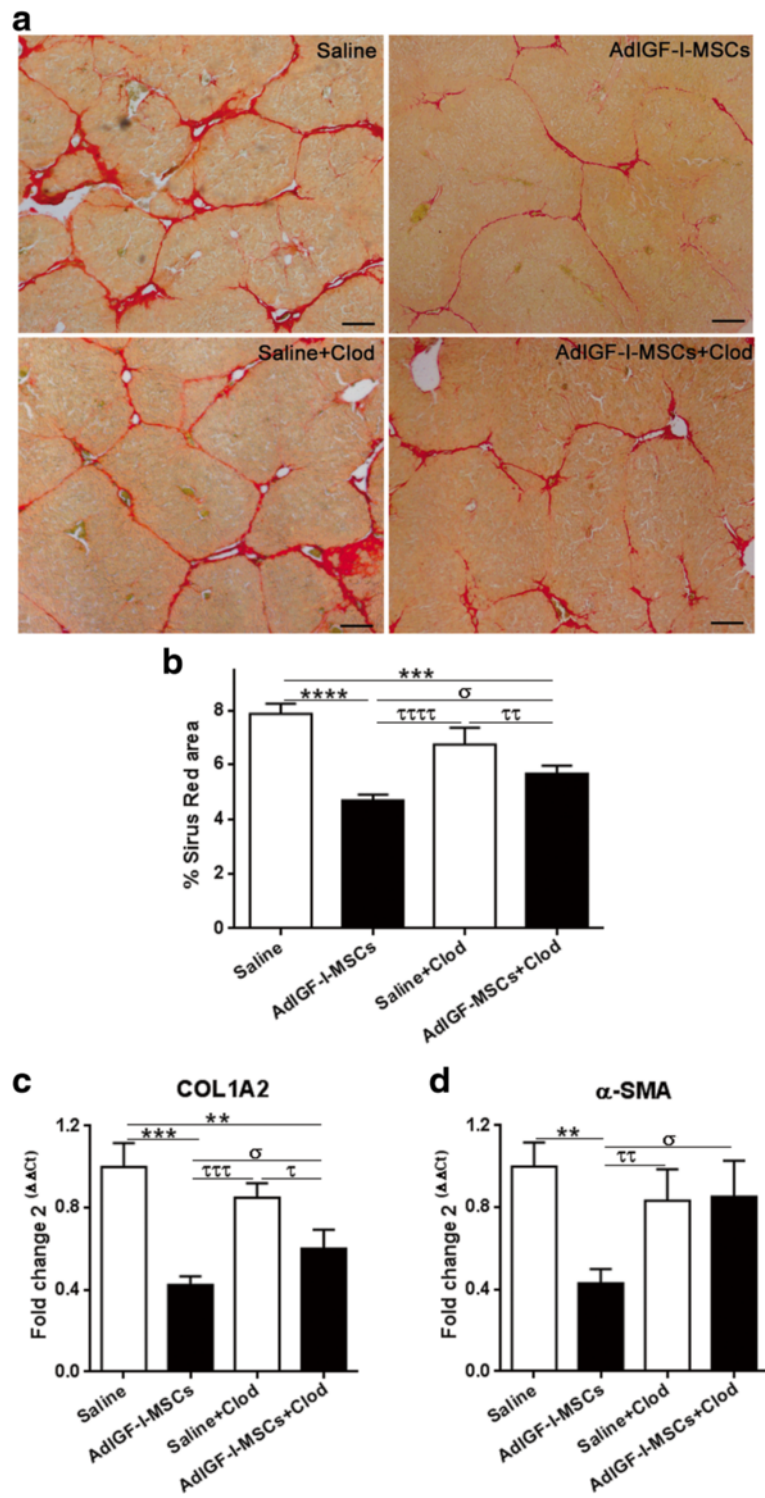 a
Saline
AdIGF-I-MSCs
Saline+Clod
AdIGF-I-MSCs+Clod
b
% Sirus Red area
8
6
4
2
0
***
**** σ
ττττ ττ
Saline
AdIGF-I-MSCs
Saline+Clod
AdIGF-MSCs+Clod
c
COL1A2
Fold change 2 (ΔΔCt)
1.2
0.8
0.4
0.0
**
*** σ
τττ τ
Saline
AdIGF-I-MSCs
Saline+Clod
AdIGF-I-MSCs+Clod
d
α-SMA
Fold change 2 (ΔΔCt)
1.2
0.8
0.4
0.0
** σ
ττ
Saline
AdIGF-I-MSCs
Saline+Clod
AdIGF-I-MSCs+Clod